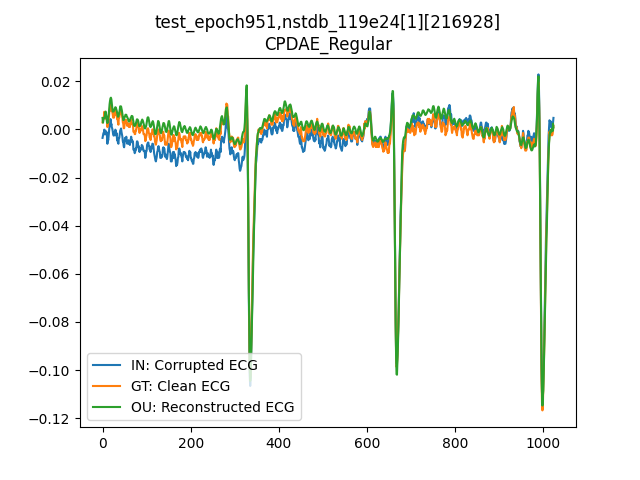 test_epoch951,nstdb_119e24[1][216928]
CPDAE_Regular
0.02
0.00
−0.02
−0.04
−0.06
−0.08
−0.10
−0.12
IN: Corrupted ECG
GT: Clean ECG
OU: Reconstructed ECG
0 200 400 600 800 1000